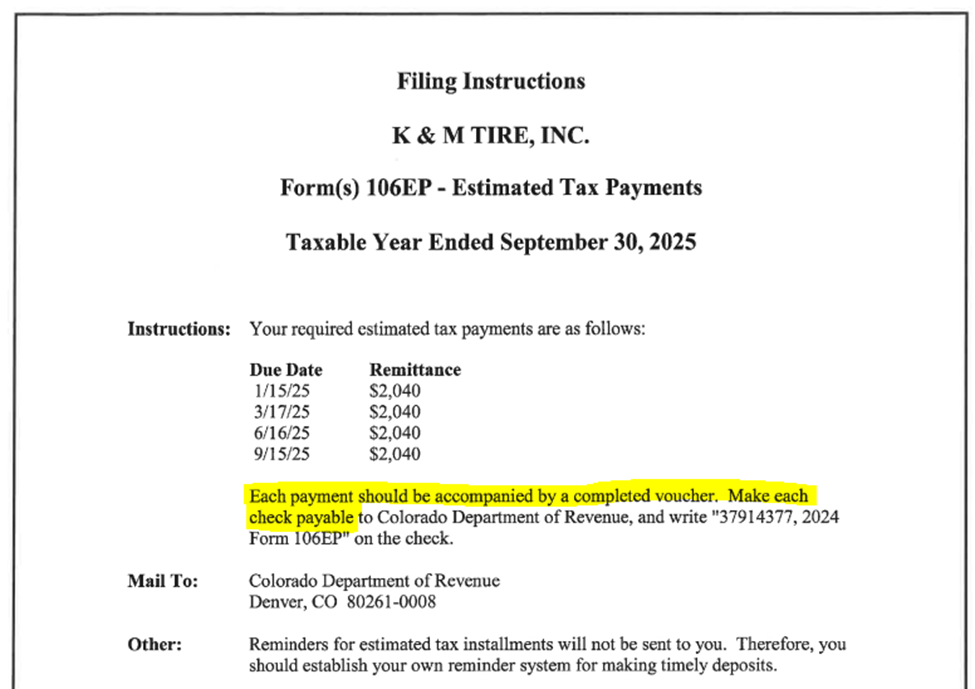 Filing Instructions
K & M TIRE, INC.
Form(s) 106EP - Estimated Tax Payments
Taxable Year Ended September 30, 2025
Instructions: Your required estimated tax payments are as follows:
Due Date Remittance
1/15/25 $2,040
3/17/25 $2,040
6/16/25 $2,040
9/15/25 $2,040
Each payment should be accompanied by a completed voucher. Make each
check payable to Colorado Department of Revenue, and write "37914377, 2024
Form 106EP" on the check.
Mail To: Colorado Department of Revenue
Denver, CO 80261-0008
Other: Reminders for estimated tax installments will not be sent to you. Therefore, you
should establish your own reminder system for making timely deposits.